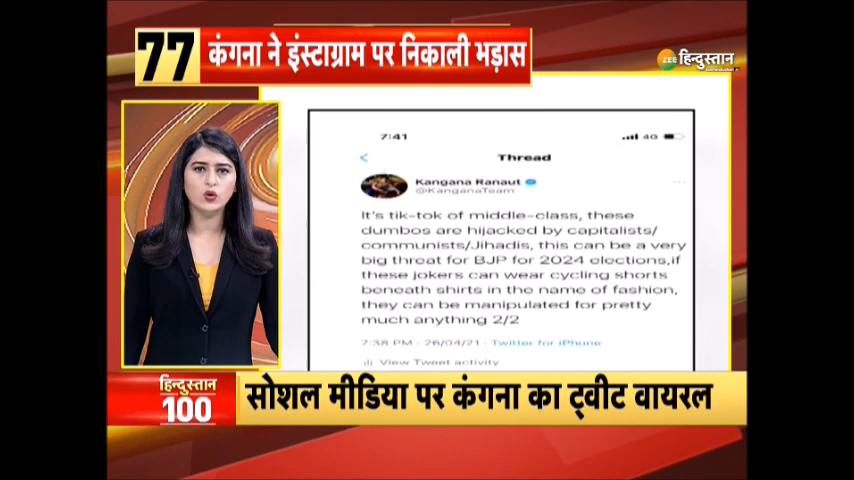 77
कंगना ने इंस्टाग्राम पर निकाली भड़ास
ZEE हिन्दुस्तान
7:41
4G
Thread
Kangana Ranaut
@KanganaTeam
It's tik-tok of middle-class, these
dumbos are hijacked by capitalists/
communists/Jihadis, this can be a very
big threat for BJP for 2024 elections,if
these jokers can wear cycling shorts
beneath shirts in the name of fashion,
they can be manipulated for pretty
much anything 2/2
7:38 PM · 26/04/21 · Twitter for iPhone
View Tweet activity
हिन्दुस्तान
100
सोशल मीडिया पर कंगना का ट्वीट वायरल